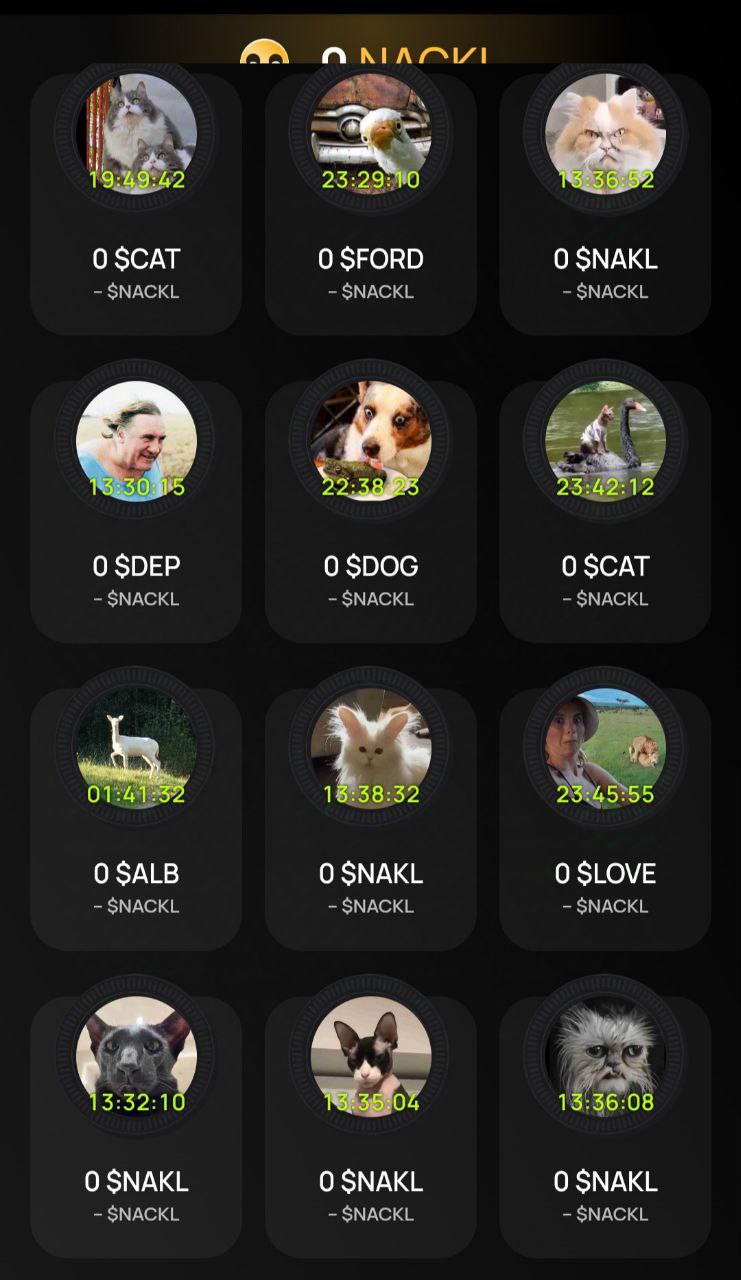 0 NACKL
19:49:42 23:29:10 13:36:52
0 $CAT 0 $FORD 0 $NAKL
– $NACKL – $NACKL – $NACKL
13:30:15 22:38:23 23:42:12
0 $DEP 0 $DOG 0 $CAT
– $NACKL – $NACKL – $NACKL
01:41:32 13:38:32 23:45:55
0 $ALB 0 $NAKL 0 $LOVE
– $NACKL – $NACKL – $NACKL
13:32:10 13:35:04 13:36:08
0 $NAKL 0 $NAKL 0 $NAKL
– $NACKL – $NACKL – $NACKL